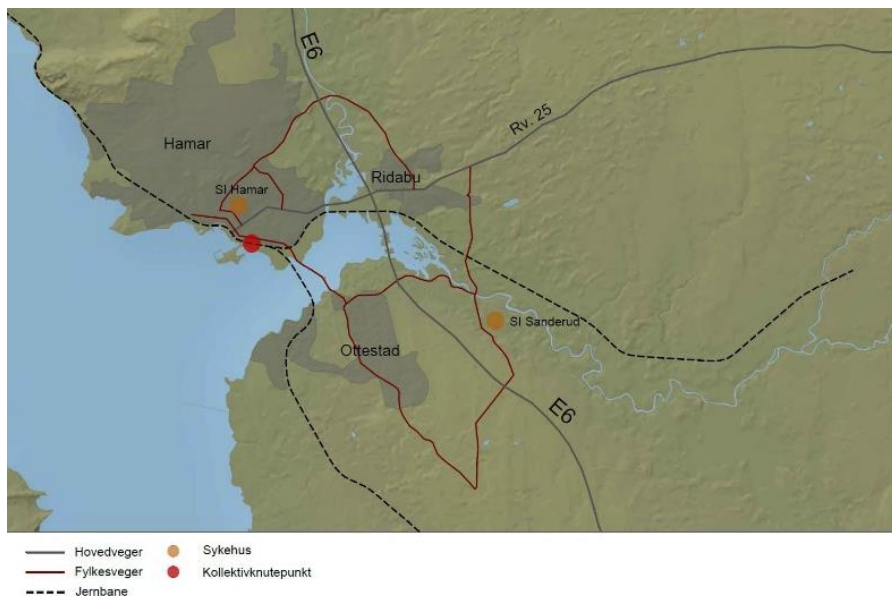 E6
Rv. 25
Hamar
Ridabu
SI Hamar
SI Sanderud
Ottestad
E6
Hovedveger
Sykehus
Fylkesveger
Kollektivknutepunkt
Jernbane